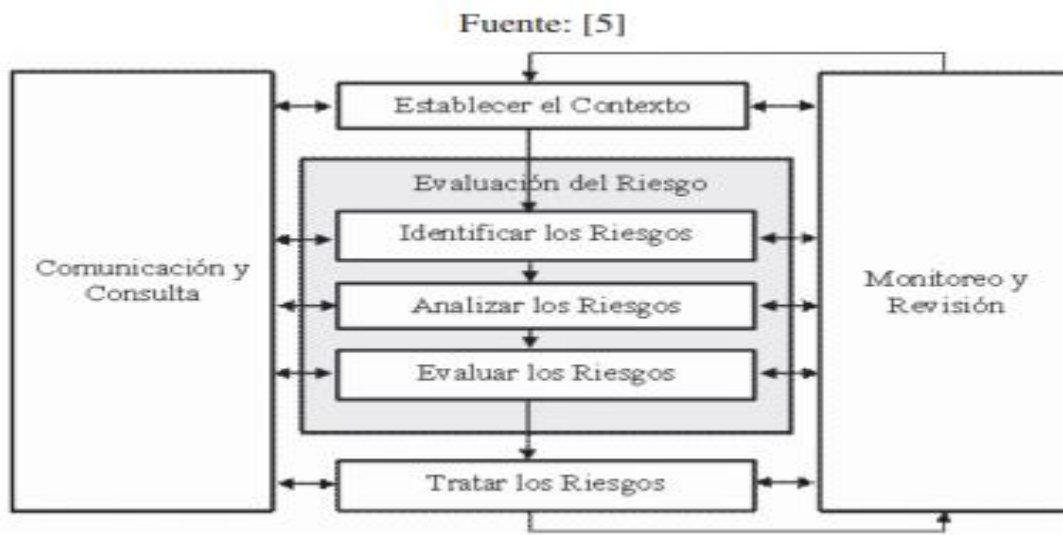 Fuente: [5]
Establecer el Contexto
Evaluación del Riesgo
Identificar los Riesgos
Comunicación y
Consulta
Analizar los Riesgos
Monitoreo y
Revisión
Evaluar los Riesgos
Tratar los Riesgos